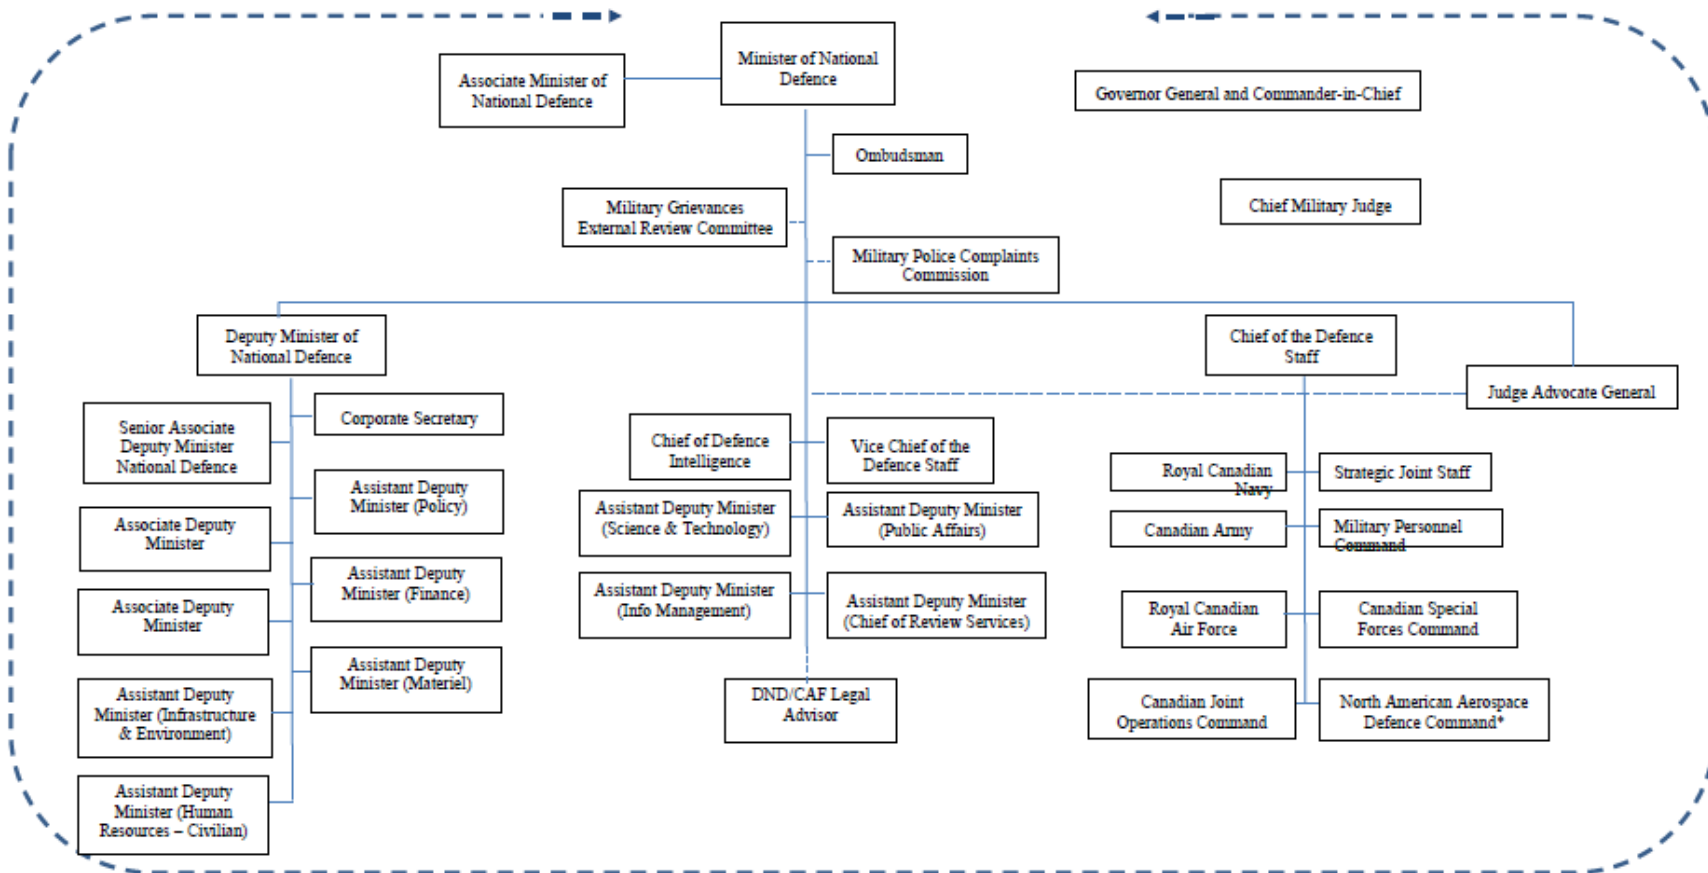 Minister of National
Defence
Associate Minister of
National Defence
Governor General and Commander-in-Chief
Ombudsman
Military Grievances
External Review Committee
Chief Military Judge
Military Police Complaints
Commission
Deputy Minister of
National Defence
Chief of the Defence
Staff
Judge Advocate General
Senior Associate
Deputy Minister
National Defence
Corporate Secretary
Associate Deputy
Minister
Assistant Deputy
Minister (Policy)
Associate Deputy
Minister
Assistant Deputy
Minister (Finance)
Assistant Deputy
Minister (Infrastructure
& Environment)
Assistant Deputy
Minister (Materiel)
Assistant Deputy
Minister (Human
Resources – Civilian)
Chief of Defence
Intelligence
Vice Chief of the
Defence Staff
Assistant Deputy Minister
(Science & Technology)
Assistant Deputy Minister
(Public Affairs)
Assistant Deputy Minister
(Info Management)
Assistant Deputy Minister
(Chief of Review Services)
DND/CAF Legal
Advisor
Royal Canadian
Navy
Strategic Joint Staff
Canadian Army
Military Personnel
Command
Royal Canadian
Air Force
Canadian Special
Forces Command
Canadian Joint
Operations Command
North American Aerospace
Defence Command*